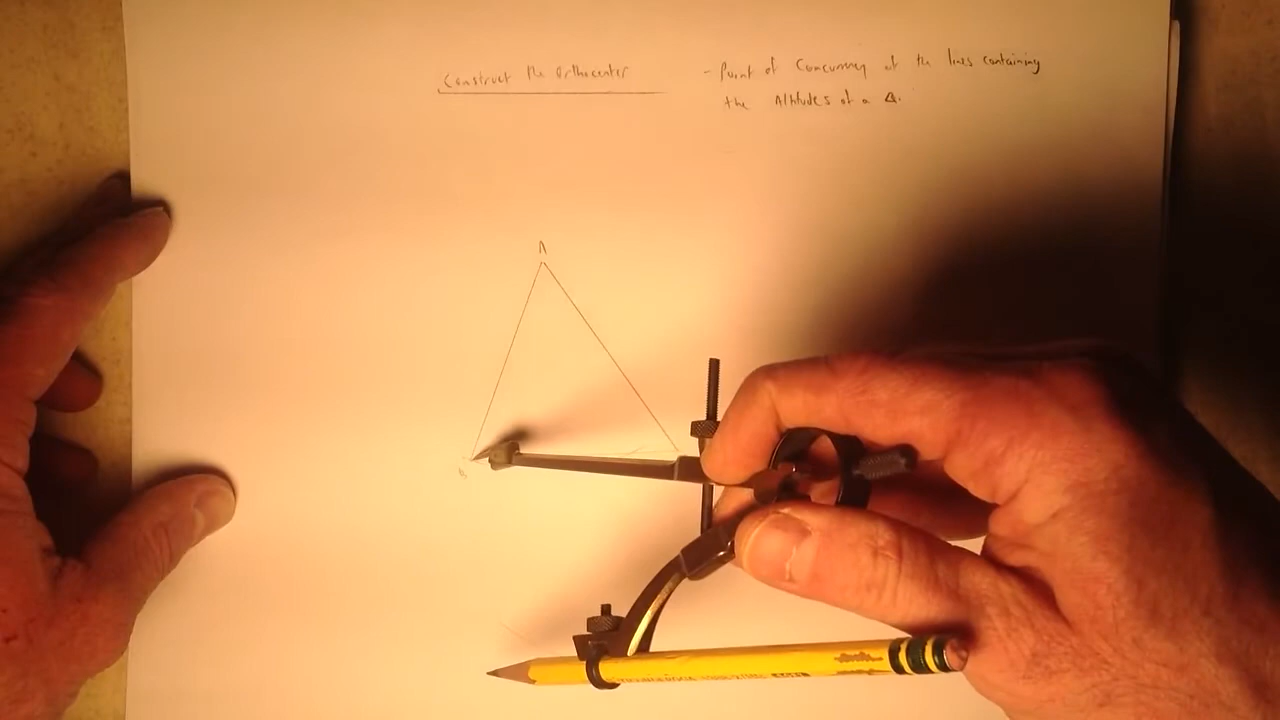 Construct the Orthocenter
- Point of Concurrency of the lines containing
the Altitudes of a Δ.
A
B